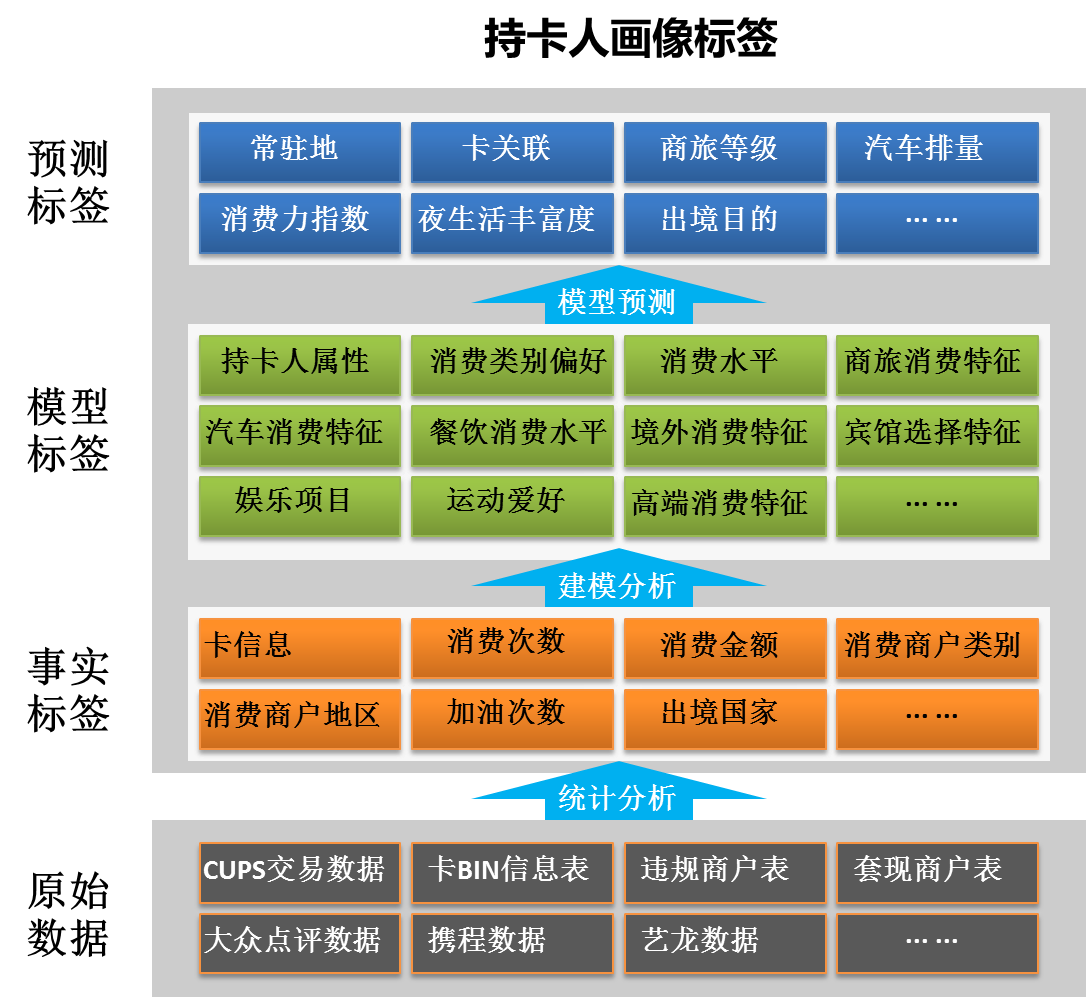 持卡人画像标签
预测
标签
常驻地
卡关联
商旅等级
汽车排量
消费力指数
夜生活丰富度
出境目的
... ...
模型预测
模型
标签
持卡人属性
消费类别偏好
消费水平
商旅消费特征
汽车消费特征
餐饮消费水平
境外消费特征
宾馆选择特征
娱乐项目
运动爱好
高端消费特征
... ...
建模分析
事实
标签
卡信息
消费次数
消费金额
消费商户类别
消费商户地区
加油次数
出境国家
... ...
统计分析
原始
数据
CUPS交易数据
卡BIN信息表
违规商户表
套现商户表
大众点评数据
携程数据
艺龙数据
... ...